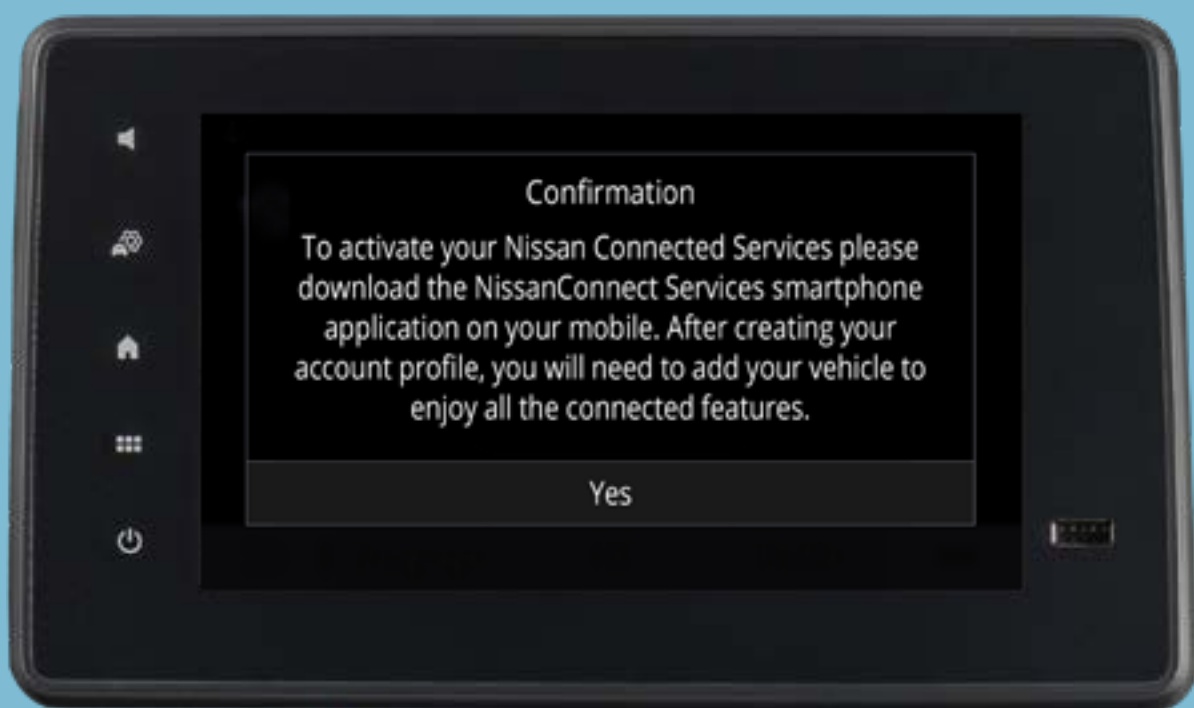 Confirmation
To activate your Nissan Connected Services please
download the NissanConnect Services smartphone
application on your mobile. After creating your
account profile, you will need to add your vehicle to
enjoy all the connected features.
Yes